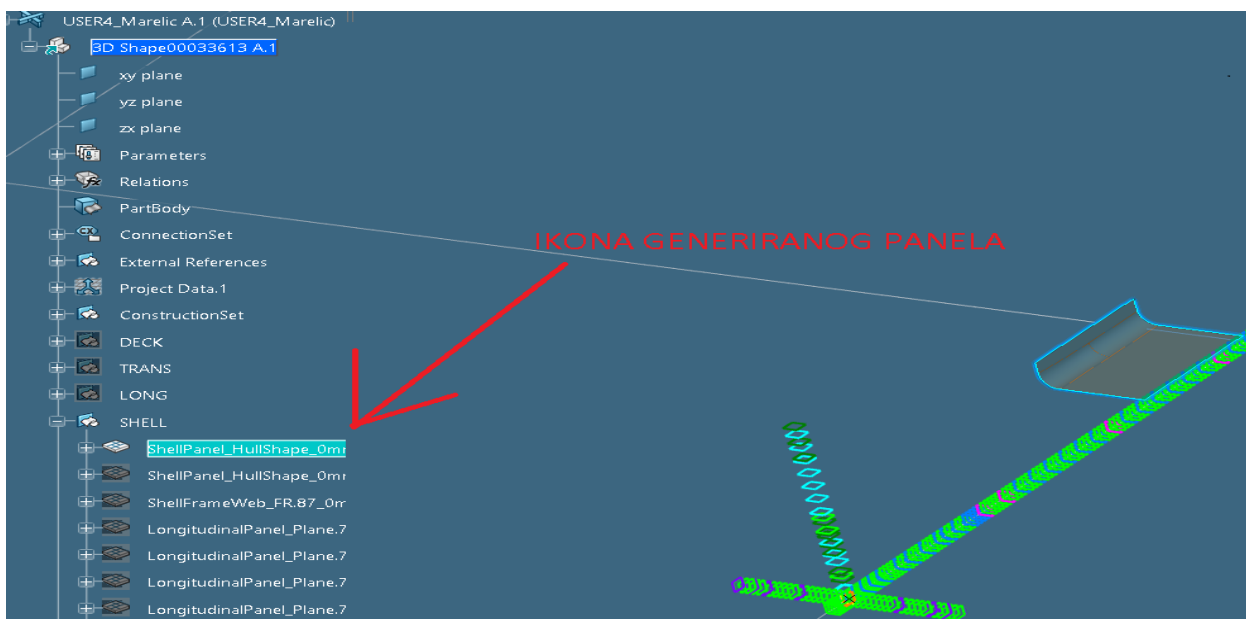 USER4_Marelic A.1 (USER4_Marelic)
3D Shape00033613 A.1
xy plane
yz plane
zx plane
Parameters
Relations
PartBody
ConnectionSet
IKONA GENERIRANOG PANELA
External References
Project Data.1
ConstructionSet
DECK
TRANS
LONG
SHELL
ShellPanel_HullShape_0mm
ShellPanel_HullShape_0mr
ShellFrameWeb_FR.87_0m
LongitudinalPanel_Plane.7
LongitudinalPanel_Plane.7
LongitudinalPanel_Plane.7
LongitudinalPanel_Plane.7